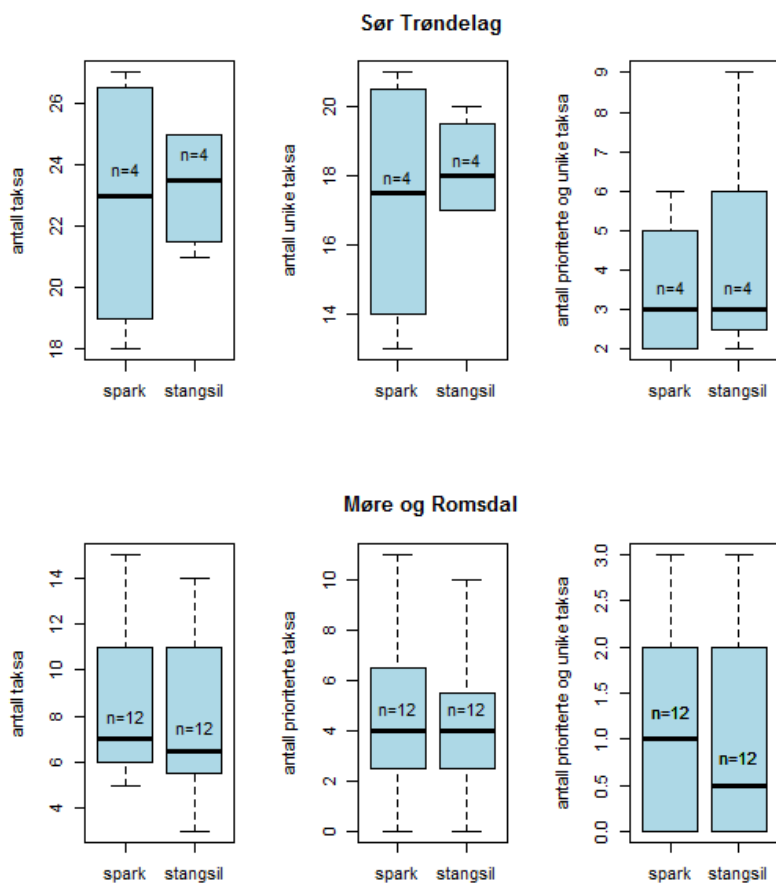 Sør Trøndelag
antall taksa
18
20
22
24
26
n=4
n=4
spark
stangsil
antall unike taksa
14
16
18
20
n=4
n=4
spark
stangsil
antall prioriterte og unike taksa
2
3
4
5
6
7
8
9
n=4
n=4
spark
stangsil
Møre og Romsdal
antall taksa
4
6
8
10
12
14
n=12
n=12
spark
stangsil
antall prioriterte taksa
0
2
4
6
8
10
n=12
n=12
spark
stangsil
antall prioriterte og unike taksa
0.0
0.5
1.0
1.5
2.0
2.5
3.0
n=12
n=12
spark
stangsil